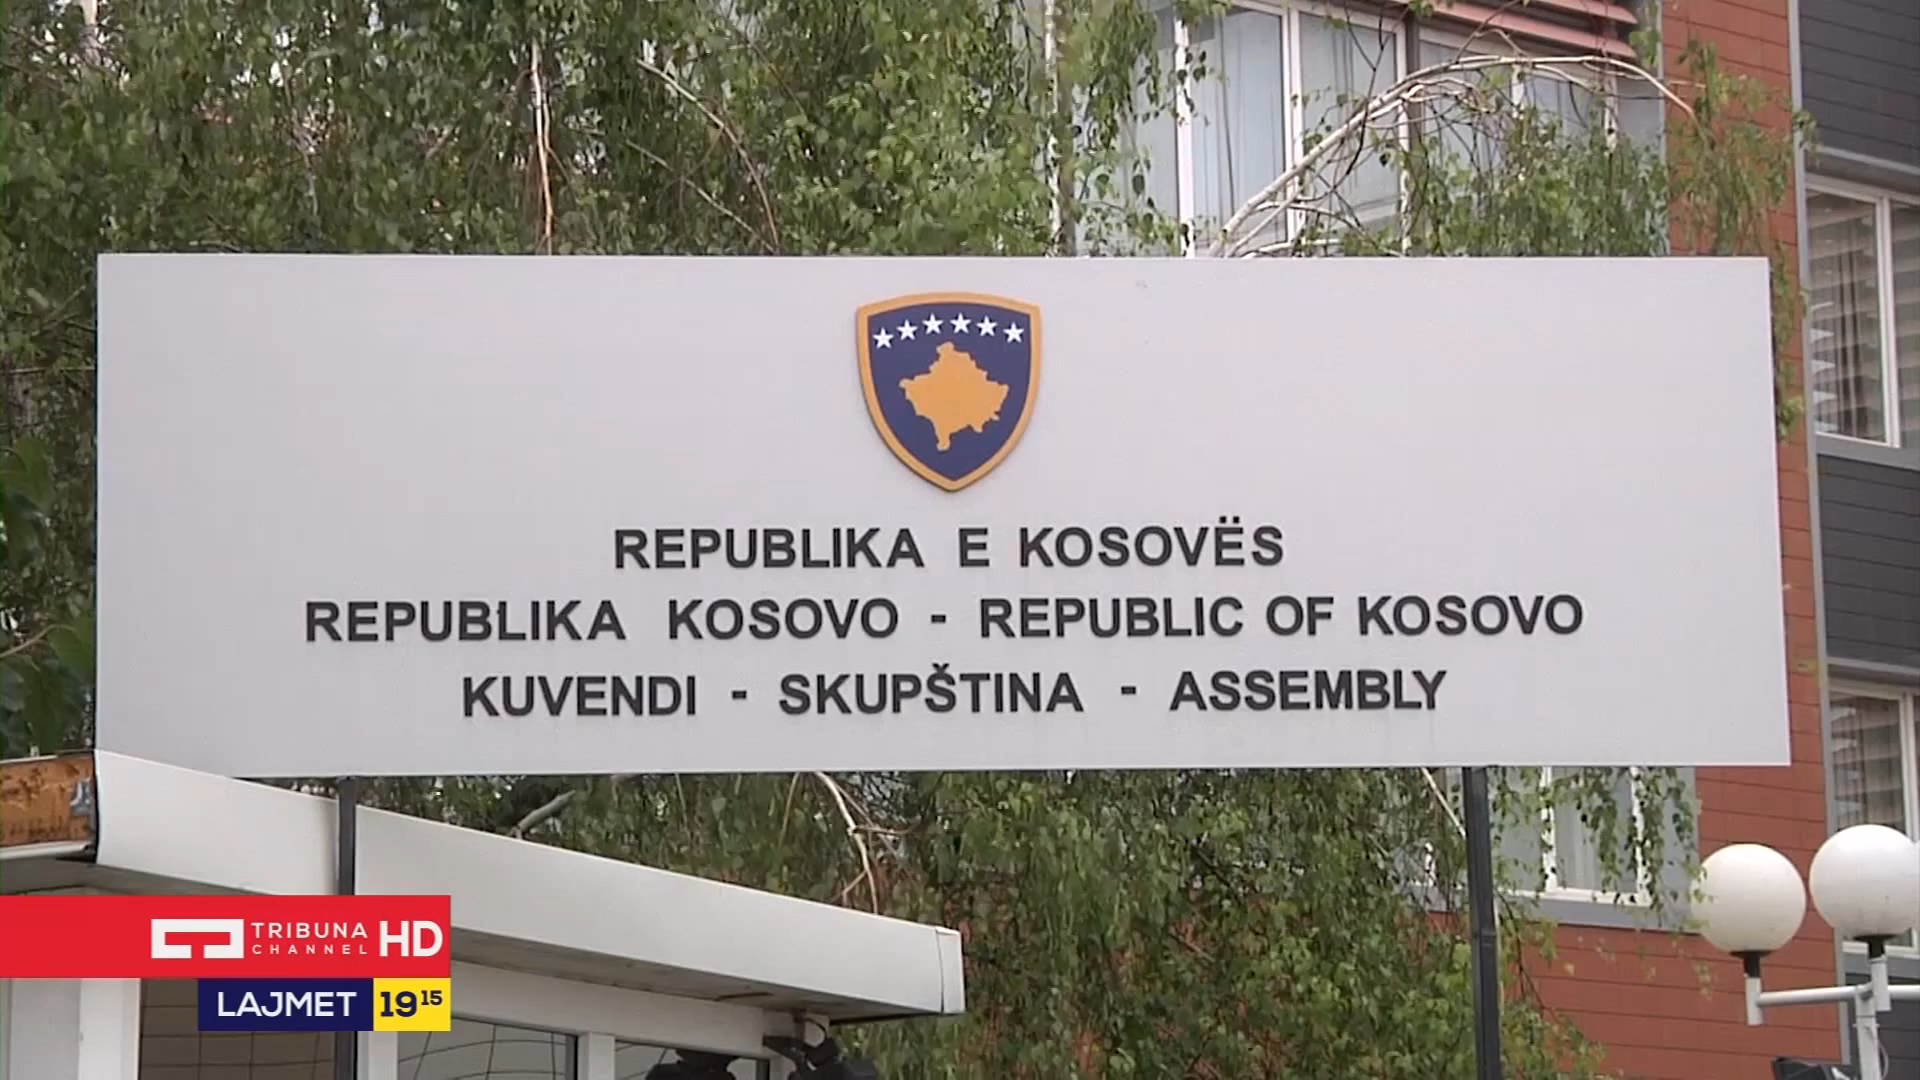 REPUBLIKA E KOSOVËS
REPUBLIKA KOSOVO - REPUBLIC OF KOSOVO
KUVENDI - SKUPŠTINA - ASSEMBLY
TRIBUNA CHANNEL HD
LAJMET 19 15